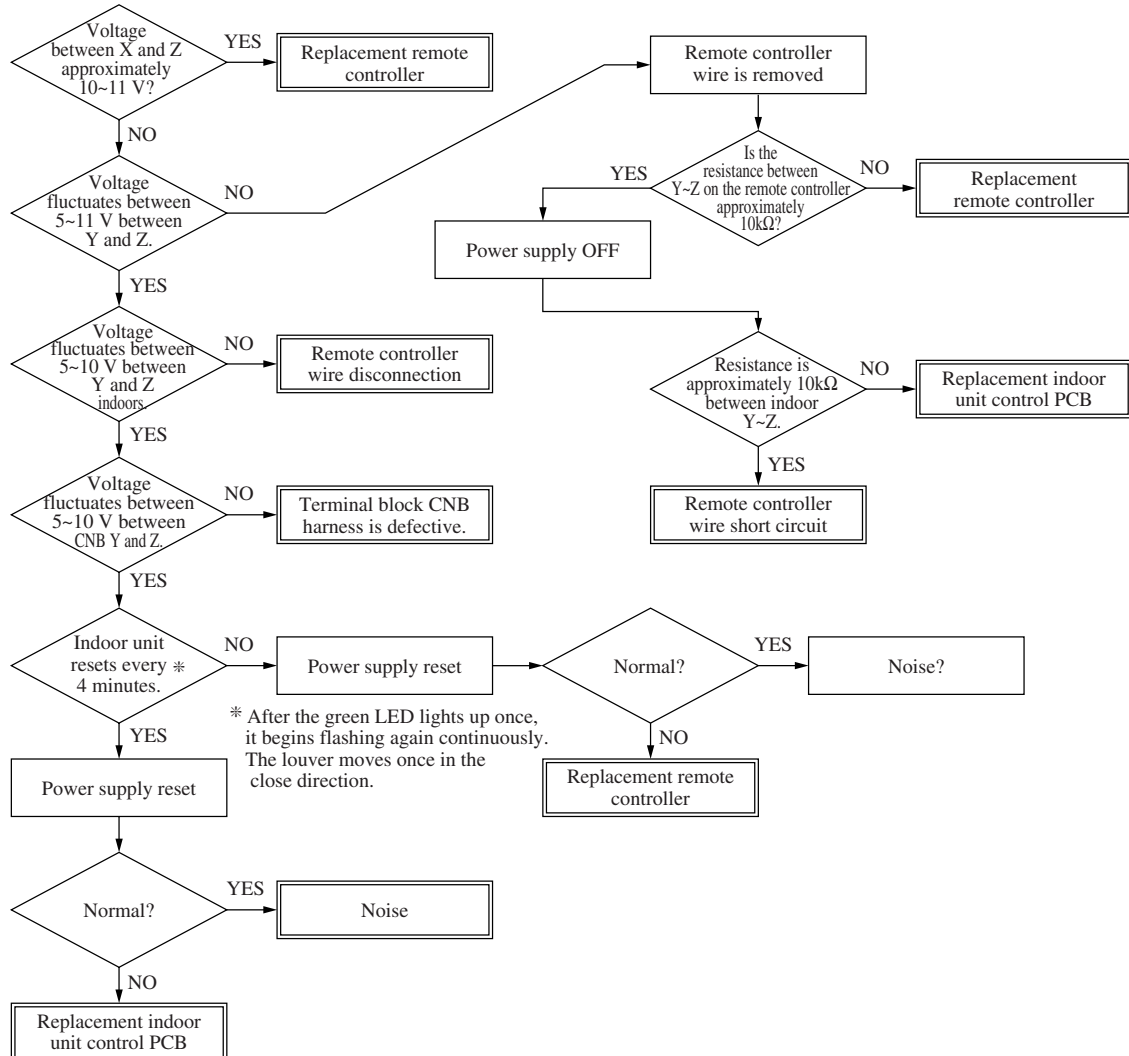 Voltage
between X and Z
approximately
10~11 V?
YES
Replacement remote
controller
NO
Voltage
fluctuates between
5~11 V between
Y and Z.
NO
Remote controller
wire is removed
Is the
resistance between
Y~Z on the remote controller
approximately
10kΩ?
YES
NO
Replacement
remote controller
Power supply OFF
YES
Voltage
fluctuates between
5~10 V between
Y and Z
indoors.
NO
Remote controller
wire disconnection
Resistance is
approximately 10kΩ
between indoor
Y~Z.
NO
Replacement indoor
unit control PCB
YES
Remote controller
wire short circuit
YES
Voltage
fluctuates between
5~10 V between
CNB Y and Z.
NO
Terminal block CNB
harness is defective.
YES
Indoor unit
resets every ＊
4 minutes.
NO
Power supply reset
Normal?
YES
Noise?
NO
Replacement remote
controller
＊ After the green LED lights up once,
it begins flashing again continuously.
The louver moves once in the
close direction.
YES
Power supply reset
Normal?
YES
Noise
NO
Replacement indoor
unit control PCB